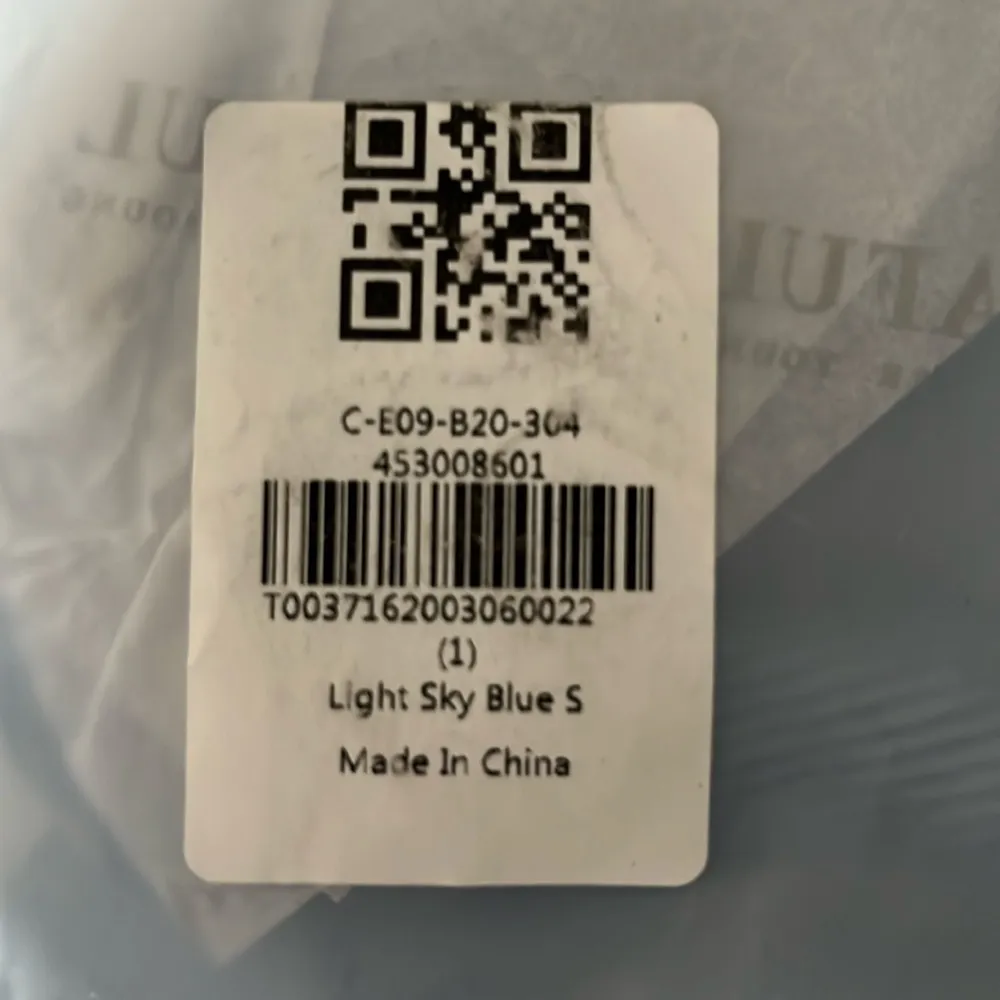 C-E09-B20-304
453008601
T0037162003060022
(1)
Light Sky Blue S
Made In China